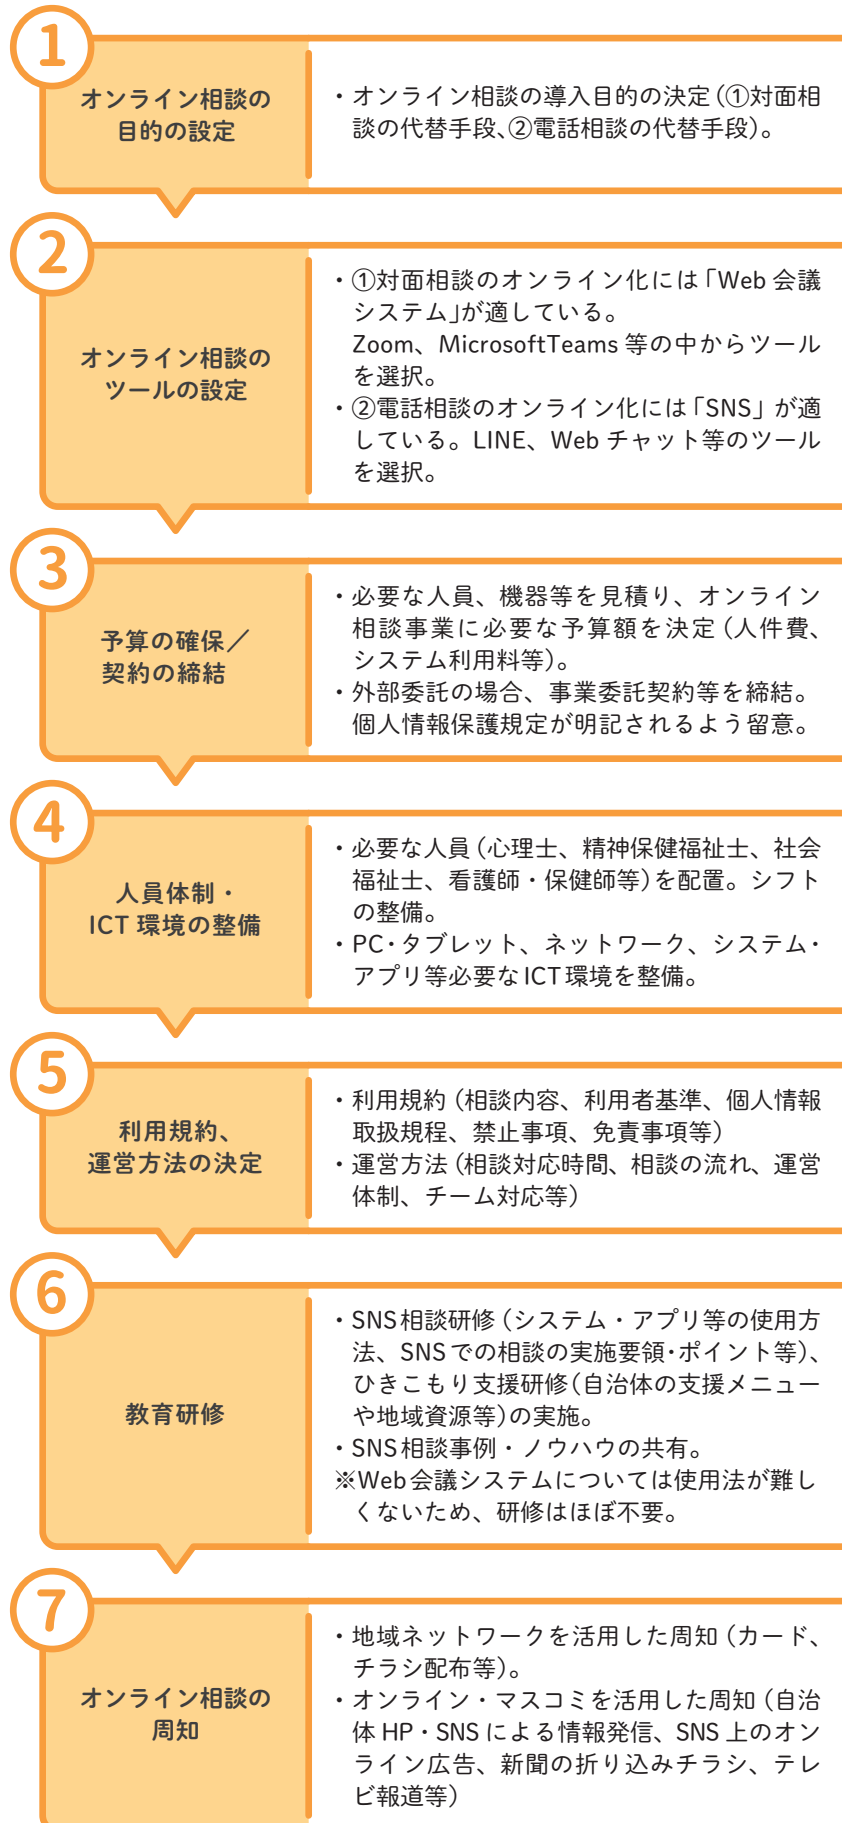 1
オンライン相談の
目的の設定
・オンライン相談の導入目的の決定(①対面相
談の代替手段、②電話相談の代替手段)。
2
オンライン相談の
ツールの設定
・①対面相談のオンライン化には「Web 会議
システム」が適している。
Zoom、MicrosoftTeams 等の中からツール
を選択。
・②電話相談のオンライン化には「SNS」が適
している。LINE、Web チャット等のツール
を選択。
3
予算の確保／
契約の締結
・必要な人員、機器等を見積り、オンライン
相談事業に必要な予算額を決定(人件費、
システム利用料等)。
・外部委託の場合、事業委託契約等を締結。
個人情報保護規定が明記されるよう留意。
4
人員体制・
ICT 環境の整備
・必要な人員(心理士、精神保健福祉士、社会
福祉士、看護師・保健師等)を配置。シフト
の整備。
・PC・タブレット、ネットワーク、システム・
アプリ等必要なICT環境を整備。
5
利用規約、
運営方法の決定
・利用規約(相談内容、利用者基準、個人情報
取扱規程、禁止事項、免責事項等)
・運営方法(相談対応時間、相談の流れ、運営
体制、チーム対応等)
6
教育研修
・SNS相談研修(システム・アプリ等の使用方
法、SNSでの相談の実施要領・ポイント等)、
ひきこもり支援研修(自治体の支援メニュー
や地域資源等)の実施。
・SNS相談事例・ノウハウの共有。
※Web会議システムについては使用法が難し
くないため、研修はほぼ不要。
7
オンライン相談の
周知
・地域ネットワークを活用した周知(カード、
チラシ配布等)。
・オンライン・マスコミを活用した周知(自治
体 HP・SNS による情報発信、SNS 上のオン
ライン広告、新聞の折り込みチラシ、テレ
ビ報道等)